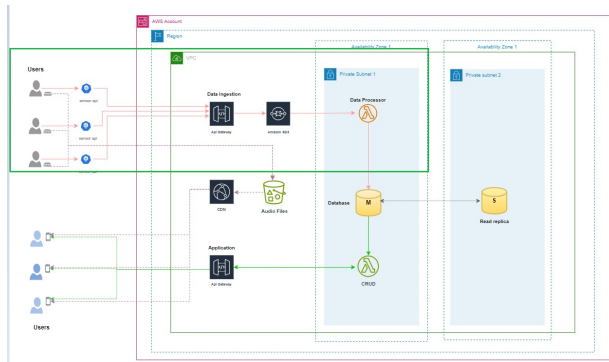 AWS Account
Region
Availability Zone 1
Availability Zone 1
VPC
Users
Private Subnet 1
Private subnet 2
Data Ingestion
Data Processor
sensor api
Api Gateway
Amazon SQS
sensor api
sensor api
Database
M
S
CDN
Audio Files
Read replica
Application
Api Gateway
CRUD
Users